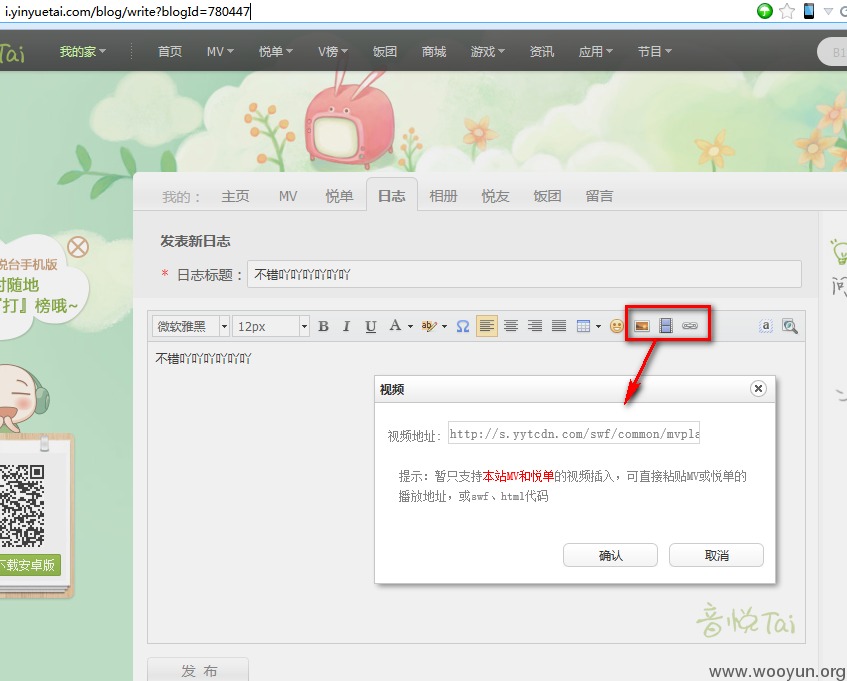 i.yinyuetai.com/blog/write?blogId=780447
Tai 我的家 首页 MV 悦单 V榜 饭团 商城 游戏 资讯 应用 节目 B1
我的： 主页 MV 悦单 日志 相册 悦友 饭团 留言
发表新日志
* 日志标题： 不错吖吖吖吖吖吖
悦台手机版
时随地
『打』榜哦~
微软雅黑 12px B I U A ab Ω a
不错吖吖吖吖吖吖
视频
视频地址: http://s.yytcdn.com/swf/common/mvpla
提示：暂只支持本站MV和悦单的视频插入，可直接粘贴MV或悦单的
播放地址，或swf、html代码
确认 取消
下载安卓版
音悦Tai
发 布
www.wooyun.org